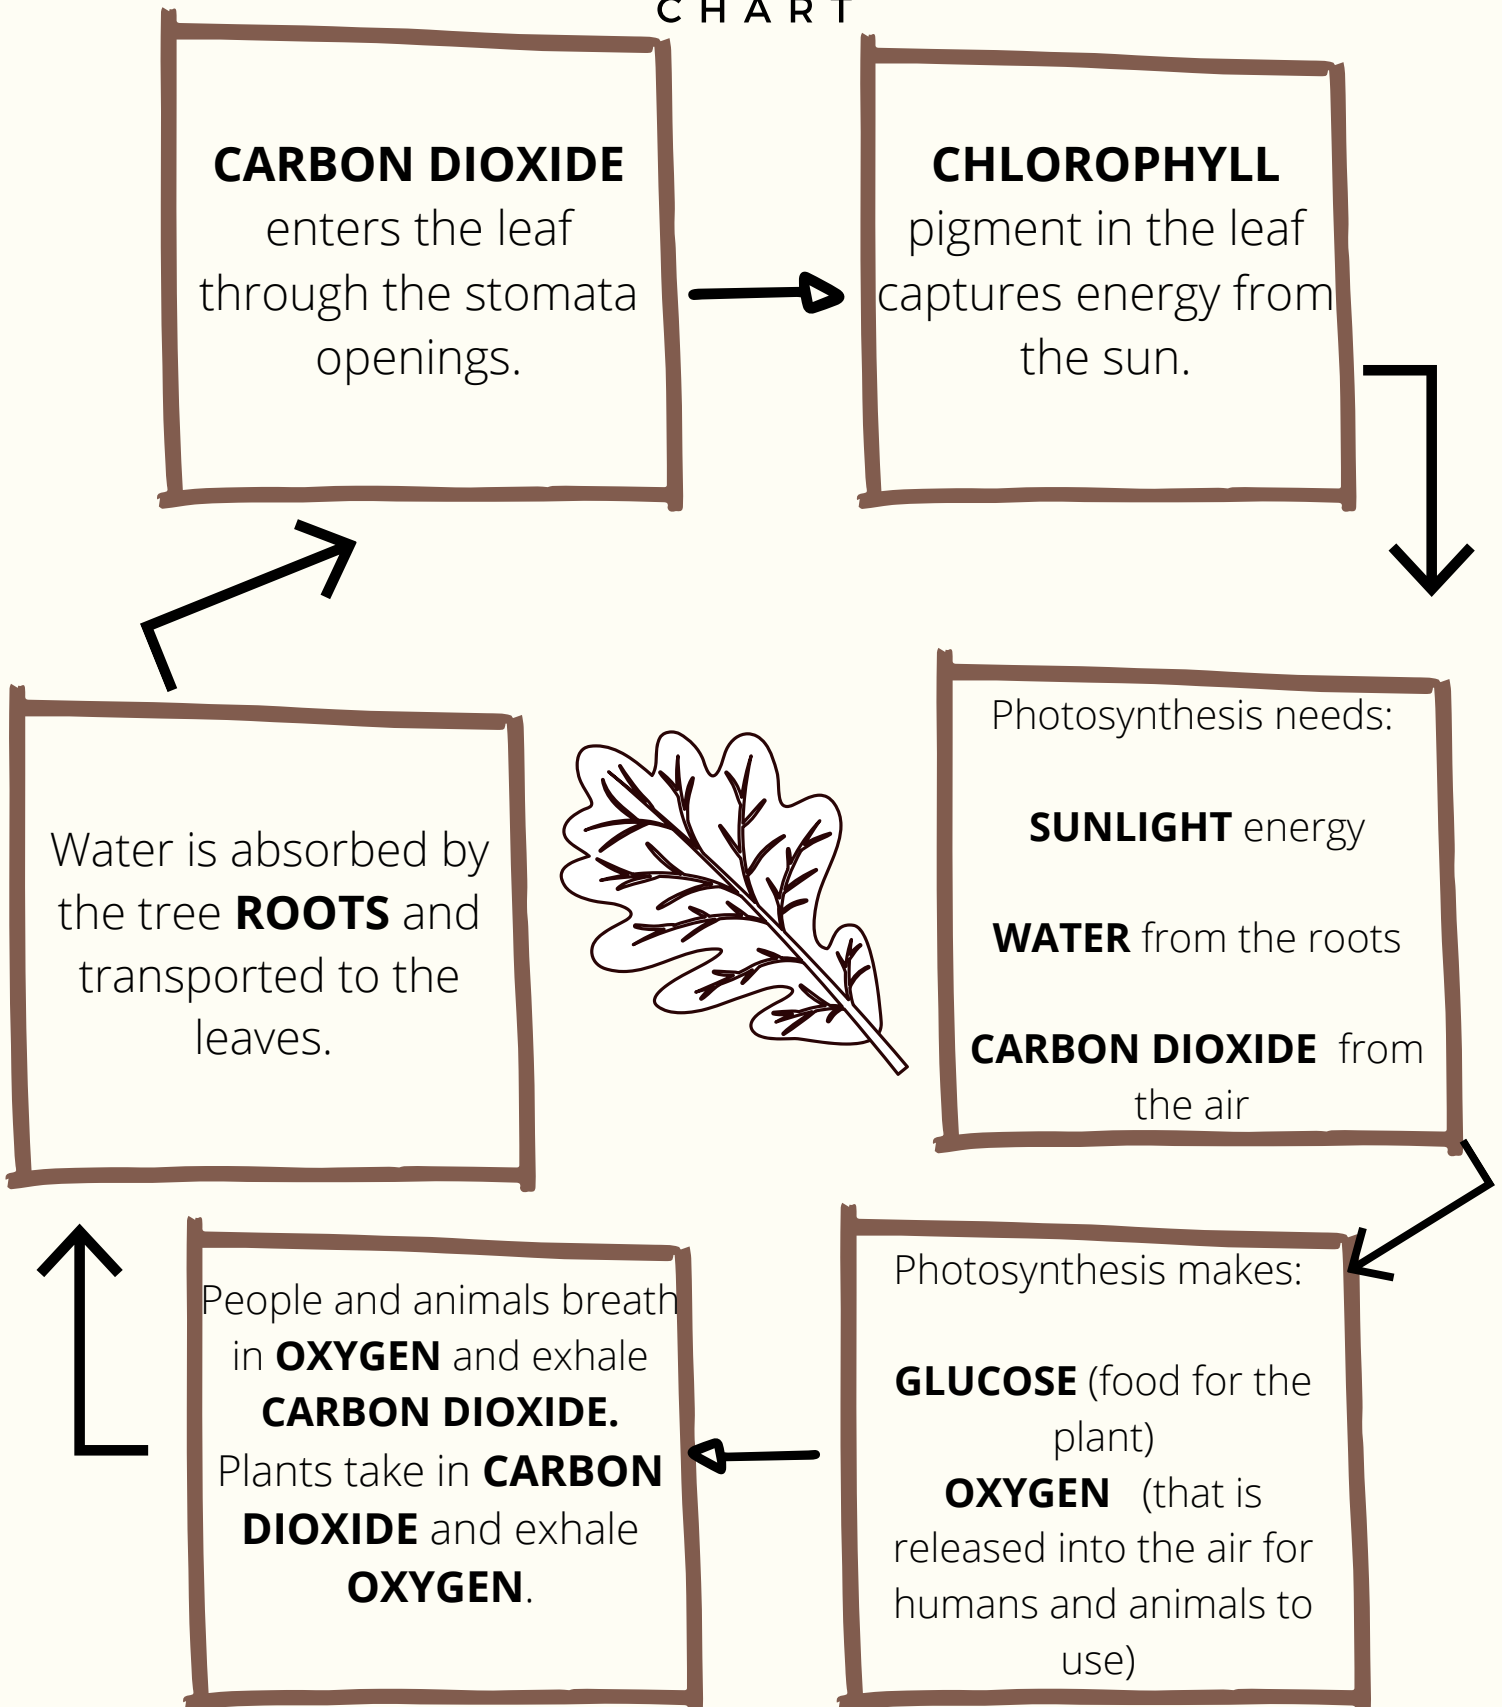 CHART
CARBON DIOXIDE
enters the leaf
through the stomata
openings.
CHLOROPHYLL
pigment in the leaf
captures energy from
the sun.
Photosynthesis needs:
SUNLIGHT energy
WATER from the roots
CARBON DIOXIDE from
the air
Photosynthesis makes:
GLUCOSE (food for the
plant)
OXYGEN (that is
released into the air for
humans and animals to
use)
People and animals breath
in OXYGEN and exhale
CARBON DIOXIDE.
Plants take in CARBON
DIOXIDE and exhale
OXYGEN.
Water is absorbed by
the tree ROOTS and
transported to the
leaves.